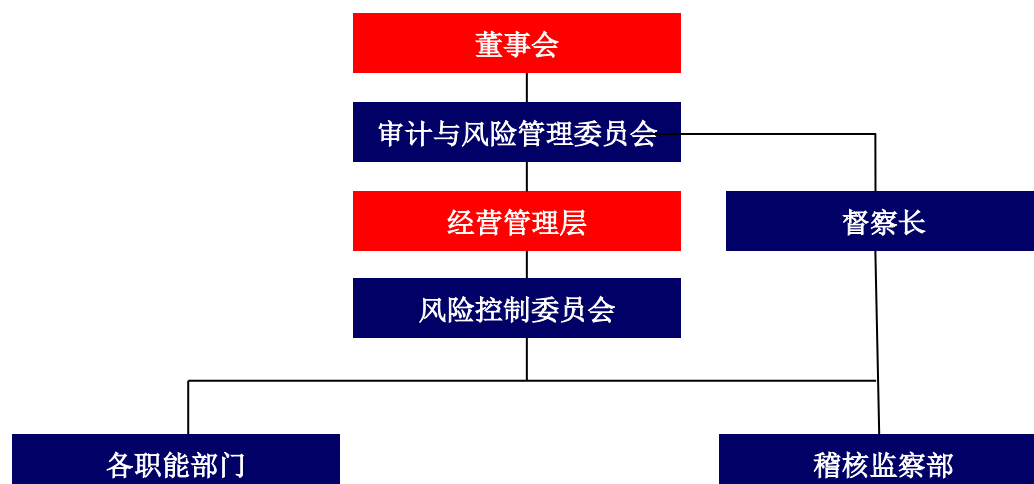 董事会
审计与风险管理委员会
经营管理层
督察长
风险控制委员会
各职能部门
稽核监察部